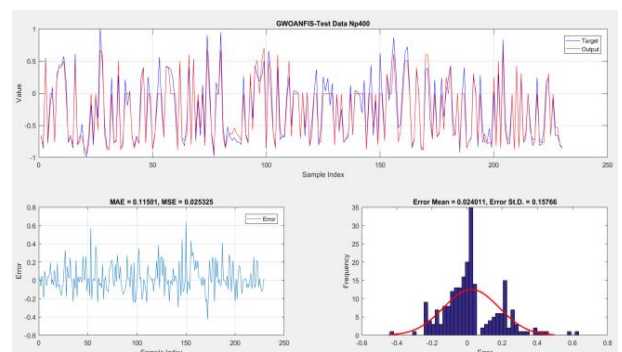 GWOANFIS-Test Data Np400
Target
Output
1
0.5
0
-0.5
-1
Value
0 50 100 150 200 250
Sample Index
MAE = 0.11501, MSE = 0.025325
Error
0.8
0.6
0.4
0.2
0
-0.2
-0.4
-0.6
Error
0 50 100 150 200 250
Sample Index
Error Mean = 0.024011, Error St.D. = 0.15766
35
30
25
20
15
10
5
0
Frequency
-0.6 -0.4 -0.2 0 0.2 0.4 0.6 0.8
Error